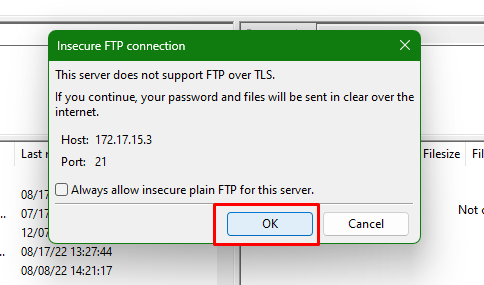 Insecure FTP connection
This server does not support FTP over TLS.
If you continue, your password and files will be sent in clear over the
internet.
Host: 172.17.15.3
Port: 21
Always allow insecure plain FTP for this server.
OK
Cancel
Last
Filesize
08/17
07/17
12/07
08/17/22 13:27:44
08/08/22 14:21:17
Not